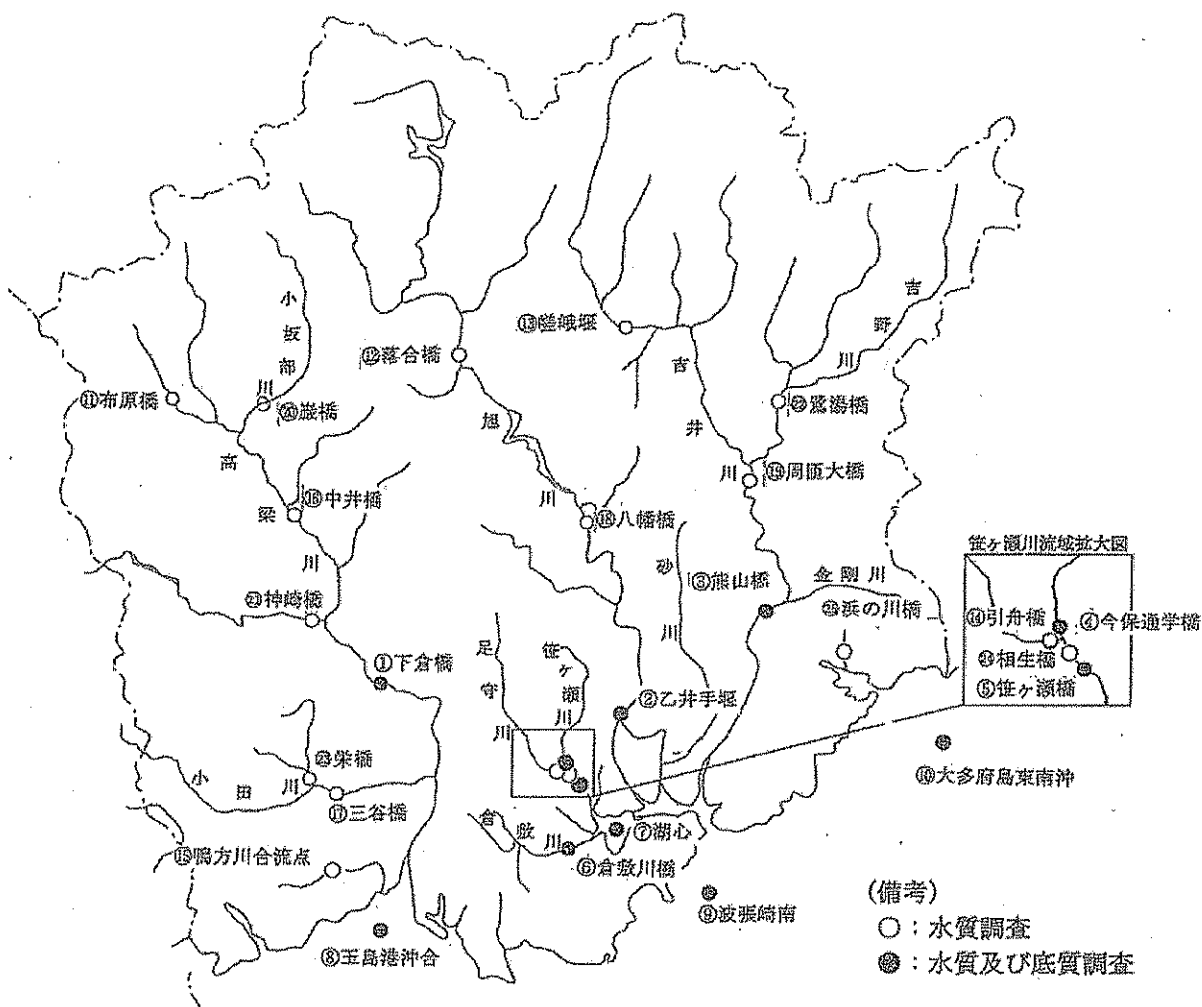 小坂部川
⑬嵯峨堰
吉野川
⑫落合橋
吉井川
⑪布原橋
⑳巌橋
㉒鷺湯橋
旭川
高梁川
⑲周匝大橋
⑯中井橋
⑱八幡橋
笹ヶ瀬川流域拡大図
砂川
③熊山橋
金剛川
㉑神崎橋
⑭引舟橋
④今保通学橋
足守川
笹ヶ瀬川
浜の川橋
相生橋
①下倉橋
⑤笹ヶ瀬橋
②乙井手堰
㉓栄橋
⑩大多府島東南沖
小田川
⑰三谷橋
倉敷川
⑦湖心
⑮鴨方川合流点
⑥倉敷川橋
(備考)
⑨波張崎南
○：水質調査
⑧玉島港沖合
●：水質及び底質調査